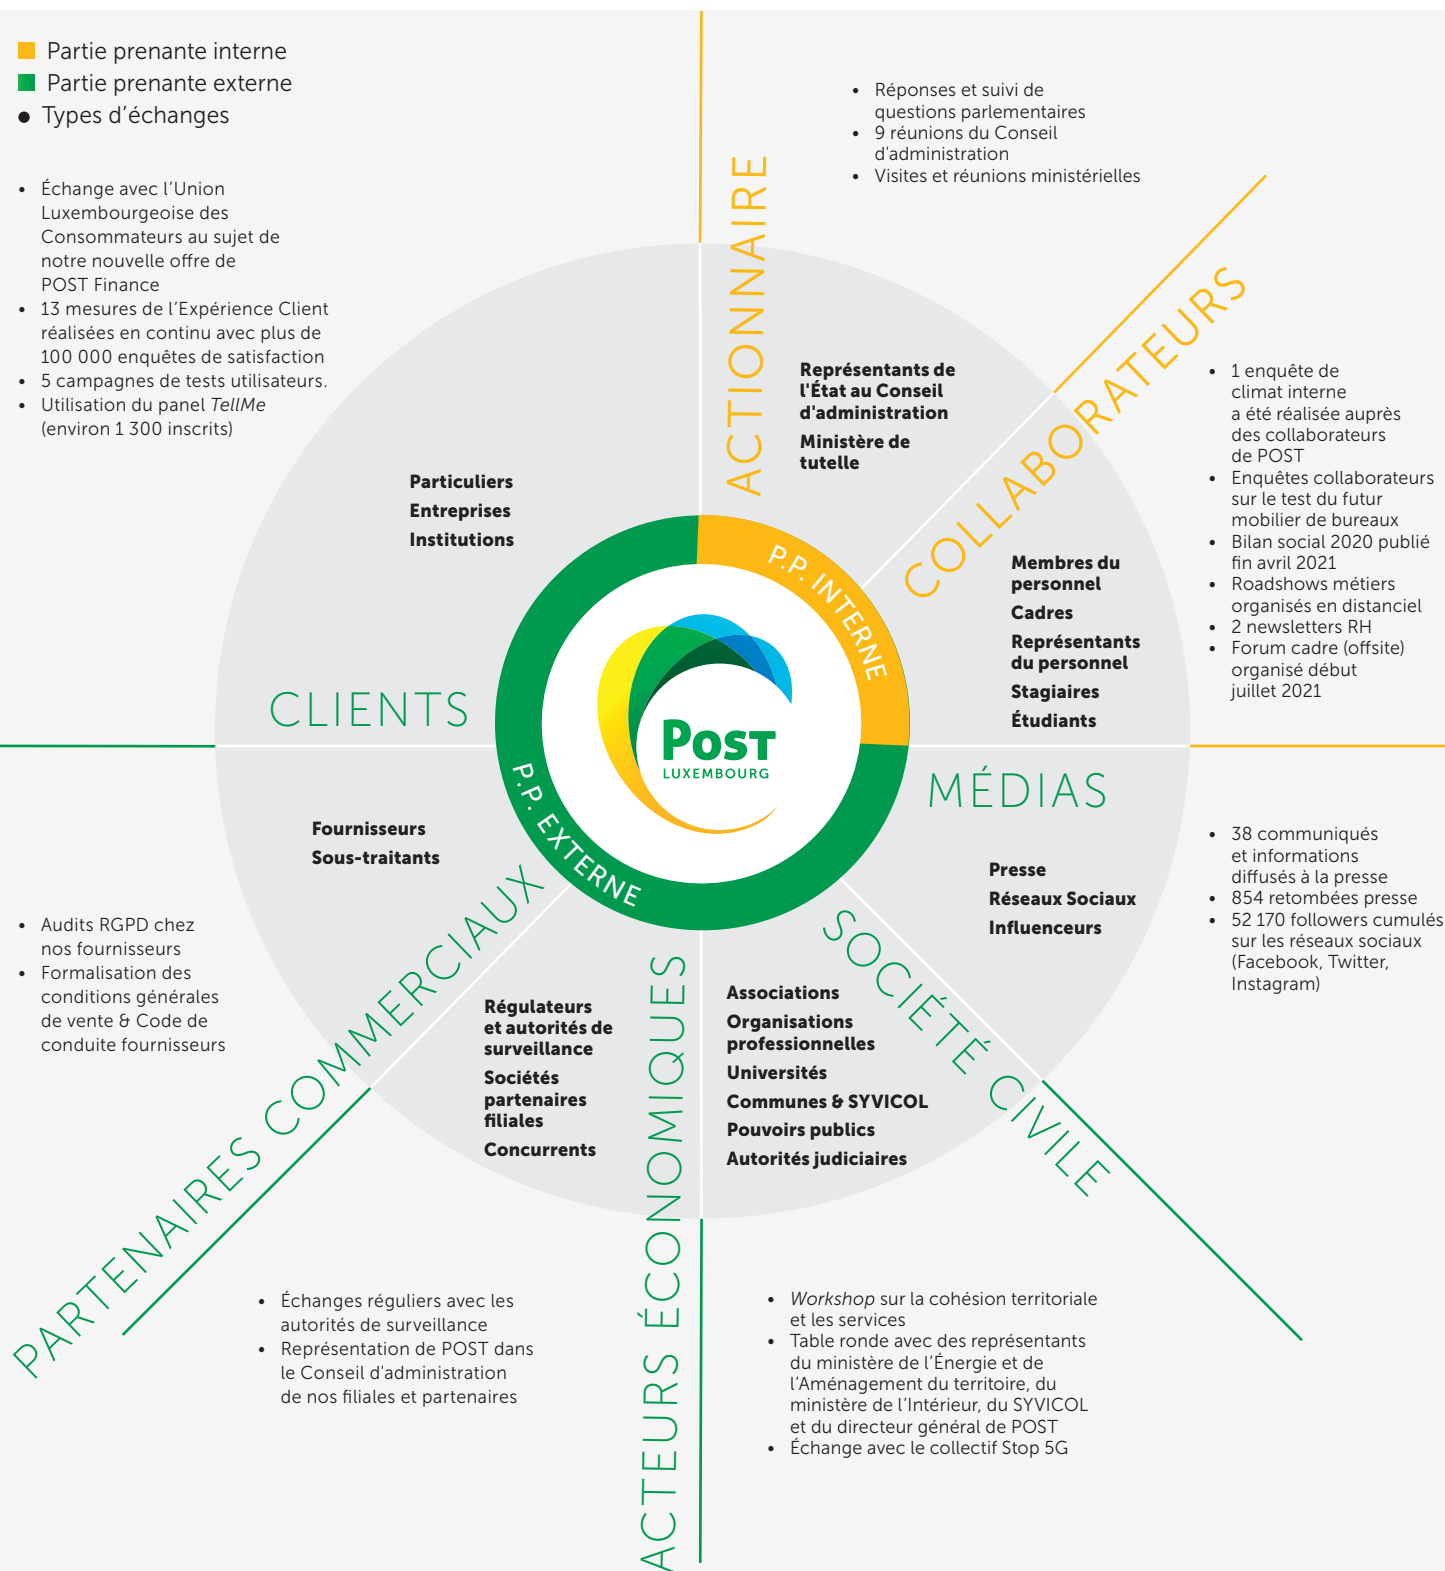 Partie prenante interne
Partie prenante externe
Types d'échanges
• Échange avec l'Union
Luxembourgeoise des
Consommateurs au sujet de
notre nouvelle offre de
POST Finance
• 13 mesures de l'Expérience Client
réalisées en continu avec plus de
100 000 enquêtes de satisfaction
• 5 campagnes de tests utilisateurs.
• Utilisation du panel TellMe
(environ 1 300 inscrits)
CLIENTS
Particuliers
Entreprises
Institutions
ACTIONNAIRE
• Réponses et suivi de
questions parlementaires
• 9 réunions du Conseil
d'administration
• Visites et réunions ministérielles
Représentants de
l'État au Conseil
d'administration
Ministère de
tutelle
COLLABORATEURS
• 1 enquête de
climat interne
a été réalisée auprès
des collaborateurs
de POST
• Enquêtes collaborateurs
sur le test du futur
mobilier de bureaux
• Bilan social 2020 publié
fin avril 2021
• Roadshows métiers
organisés en distanciel
• 2 newsletters RH
• Forum cadre (offsite)
organisé début
juillet 2021
Membres du
personnel
Cadres
Représentants
du personnel
Stagiaires
Étudiants
P.P. INTERNE
POST
LUXEMBOURG
P.P. EXTERNE
MÉDIAS
Presse
Réseaux Sociaux
Influenceurs
• 38 communiqués
et informations
diffusés à la presse
• 854 retombées presse
• 52 170 followers cumulés
sur les réseaux sociaux
(Facebook, Twitter,
Instagram)
Fournisseurs
Sous-traitants
PARTENAIRES COMMERCIAUX
• Audits RGPD chez
nos fournisseurs
• Formalisation des
conditions générales
de vente & Code de
conduite fournisseurs
Régulateurs
et autorités de
surveillance
Sociétés
partenaires
filiales
Concurrents
ACTEURS ÉCONOMIQUES
• Échanges réguliers avec les
autorités de surveillance
• Représentation de POST dans
le Conseil d'administration
de nos filiales et partenaires
SOCIÉTÉ CIVILE
Associations
Organisations
professionnelles
Universités
Communes & SYVICOL
Pouvoirs publics
Autorités judiciaires
• Workshop sur la cohésion territoriale
et les services
• Table ronde avec des représentants
du ministère de l'Énergie et de
l'Aménagement du territoire, du
ministère de l'Intérieur, du SYVICOL
et du directeur général de POST
• Échange avec le collectif Stop 5G